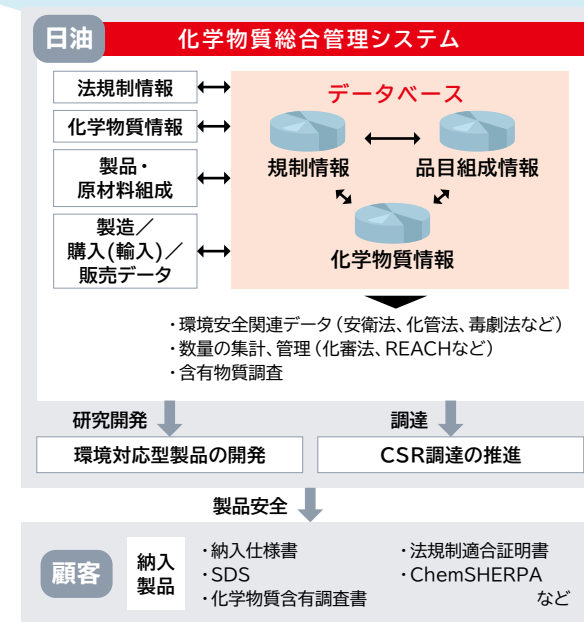 日油
化学物質総合管理システム
法規制情報
化学物質情報
製品・
原材料組成
製造／
購入(輸入)／
販売データ
データベース
規制情報
品目組成情報
化学物質情報
・環境安全関連データ(安衛法、化管法、毒劇法など)
・数量の集計、管理(化審法、REACHなど)
・含有物質調査
研究開発
調達
環境対応型製品の開発
CSR調達の推進
製品安全
顧客
納入
製品
・納入仕様書
・SDS
・化学物質含有調査書
・法規制適合証明書
・ChemSHERPA
など